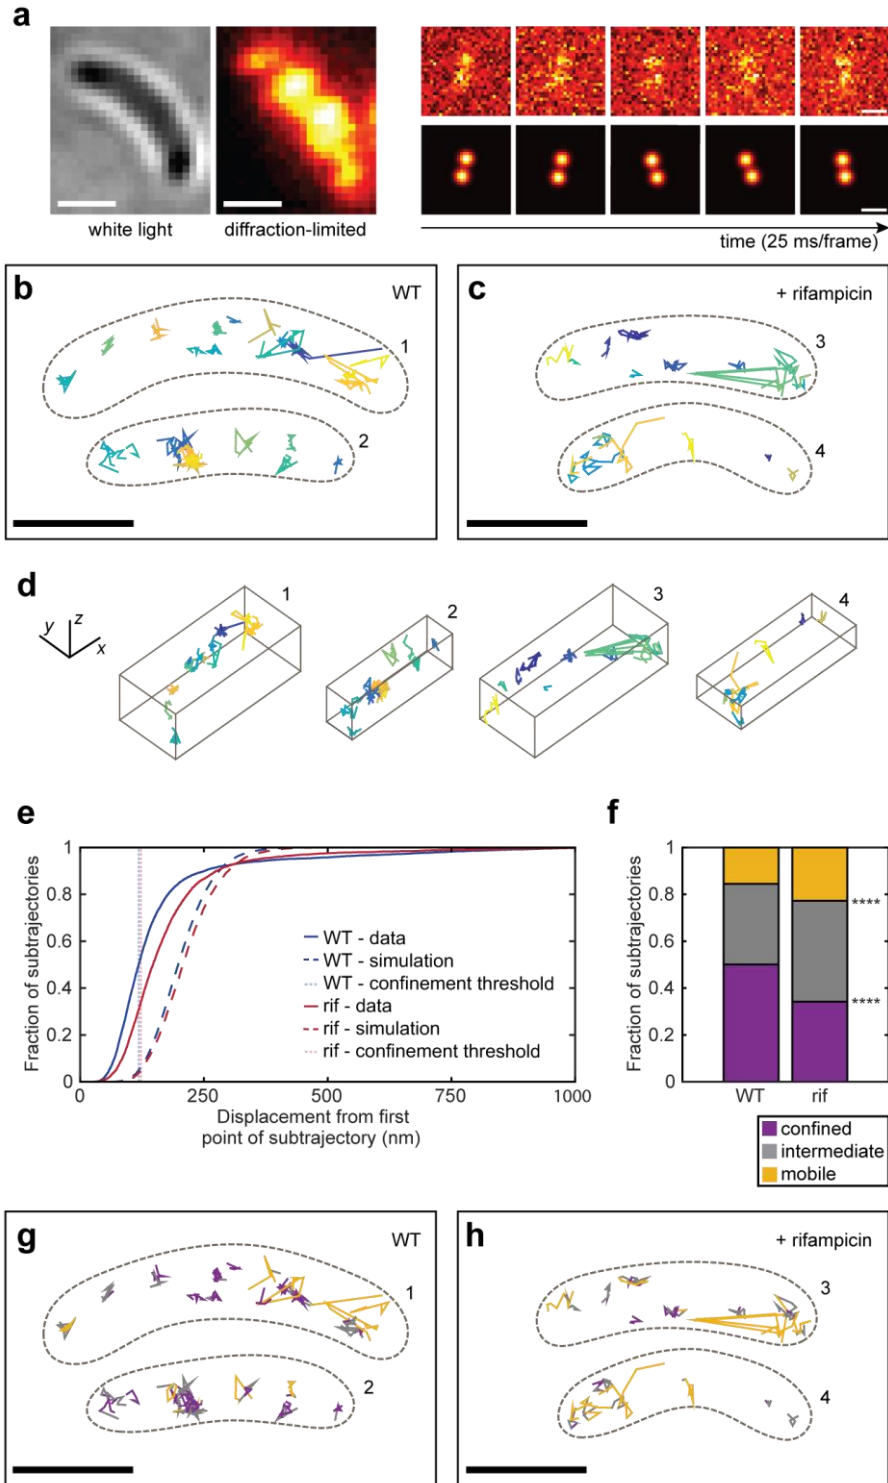 a
white light
diffraction-limited
time (25 ms/frame)
b
WT
1
2
c
+ rifampicin
3
4
d
y
z
x
1
2
3
4
e
Fraction of subtrajectories
1
0.8
0.6
0.4
0.2
0
0
250
500
750
1000
Displacement from first
point of subtrajectory (nm)
WT - data
WT - simulation
WT - confinement threshold
rif - data
rif - simulation
rif - confinement threshold
f
Fraction of subtrajectories
1
0.8
0.6
0.4
0.2
0
****
****
WT
rif
confined
intermediate
mobile
g
WT
1
2
h
+ rifampicin
3
4